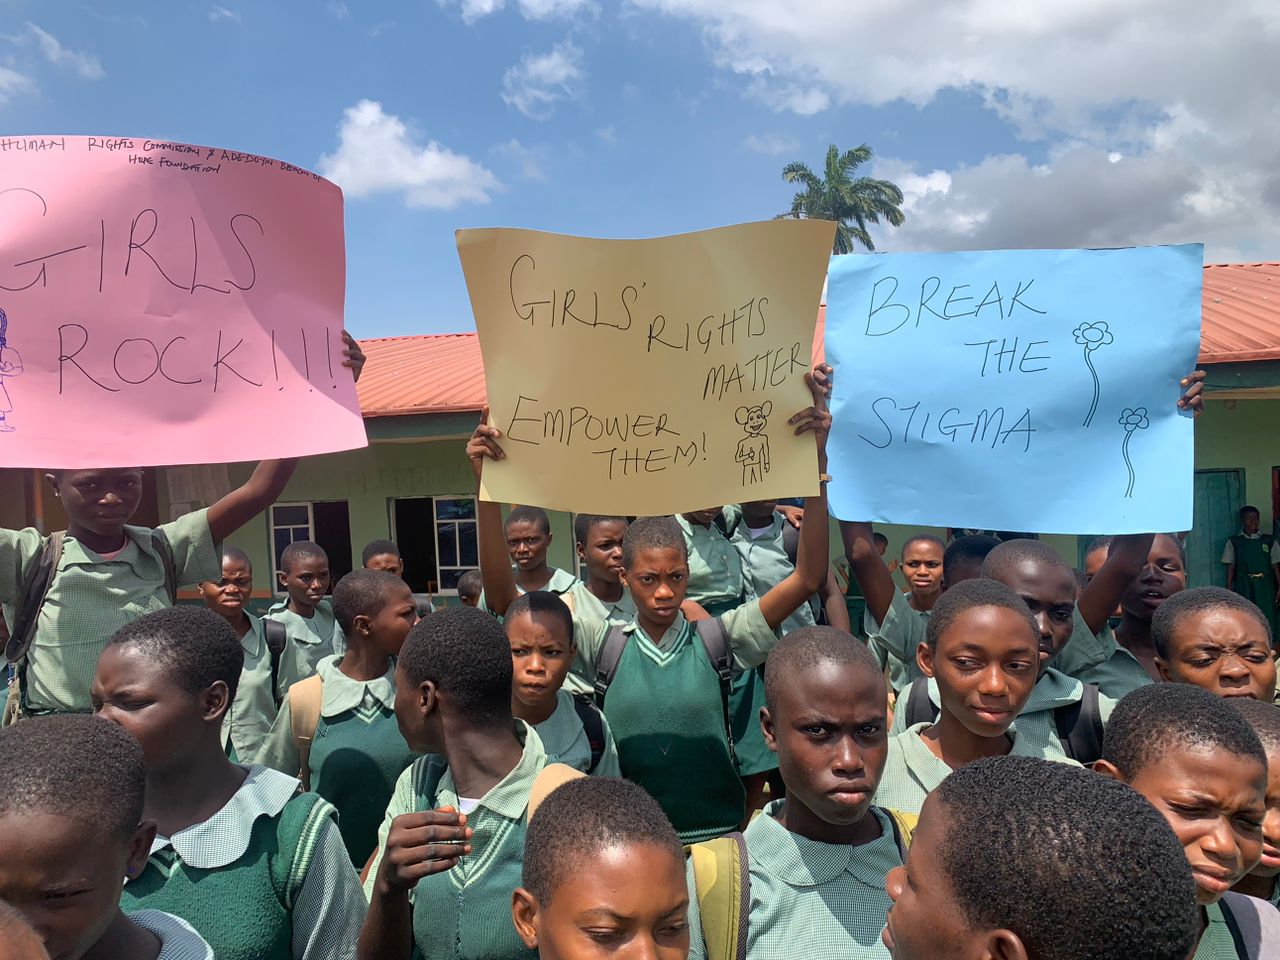 HUMAN RIGHTS COMMISSION & ADEDOYIN BEACON OF
HOPE FOUNDATION
GIRLS
ROCK!!!
GIRLS'
RIGHTS
MATTER
EMPOWER
THEM!
BREAK
THE
STIGMA